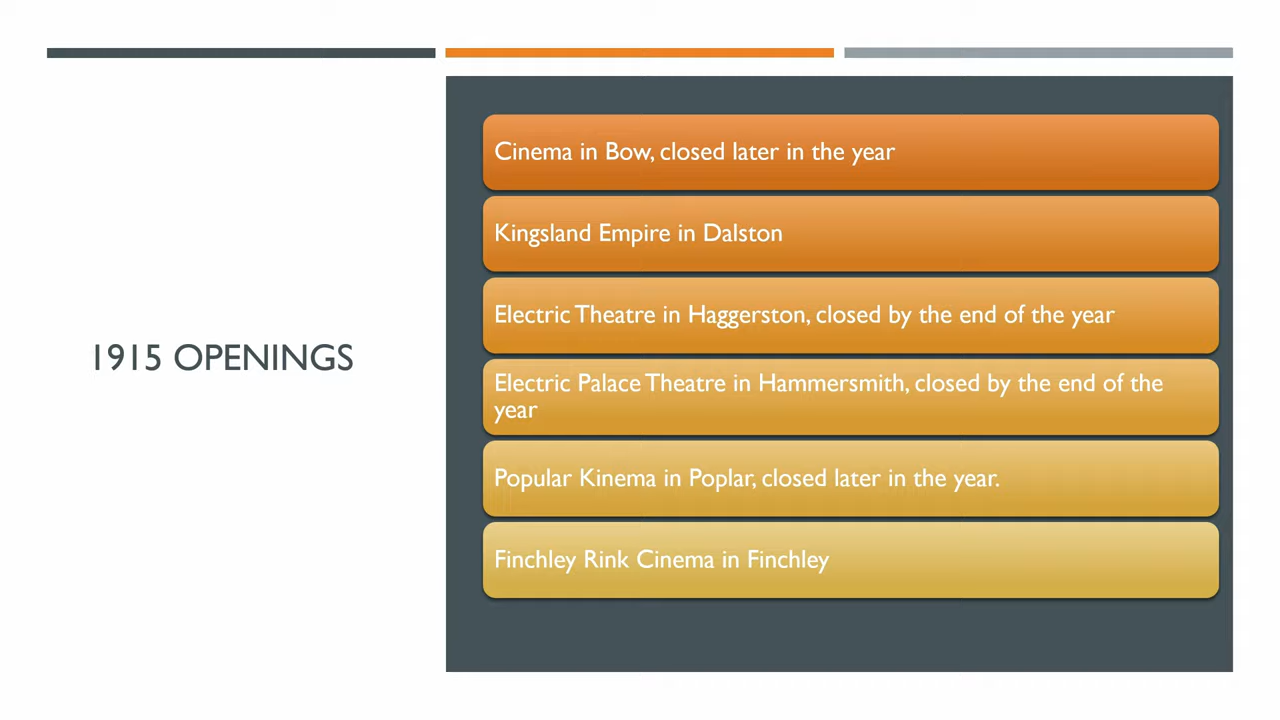 1915 OPENINGS
Cinema in Bow, closed later in the year
Kingsland Empire in Dalston
Electric Theatre in Haggerston, closed by the end of the year
Electric Palace Theatre in Hammersmith, closed by the end of the
year
Popular Kinema in Poplar, closed later in the year.
Finchley Rink Cinema in Finchley